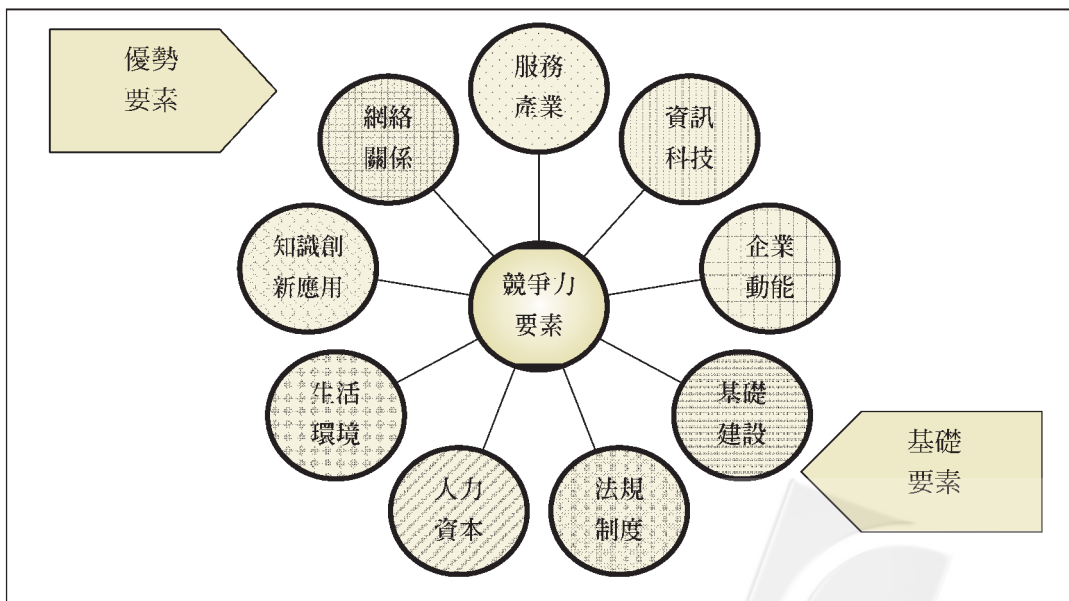 優勢
要素
服務
產業
網絡
關係
資訊
科技
知識創
新應用
企業
動能
競爭力
要素
生活
環境
基礎
建設
人力
資本
法規
制度
基礎
要素